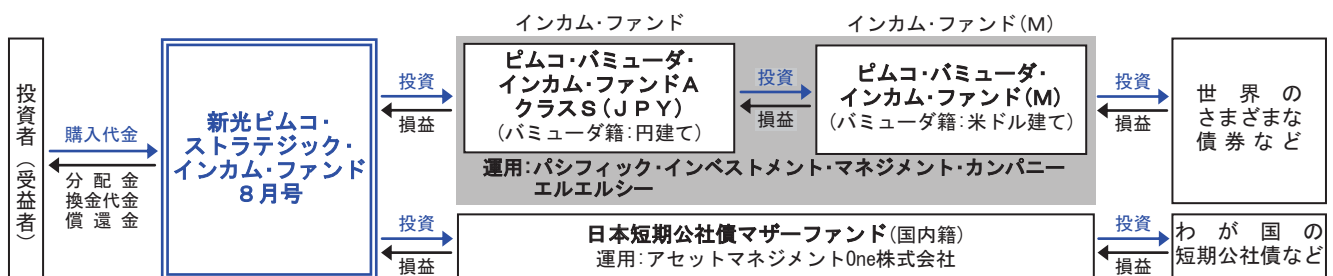 インカム・ファンド
インカム・ファンド(M)
投資者(受益者)
購入代金
分配金
換金代金
償還金
新光ピムコ・
ストラテジック・
インカム・ファンド
8月号
投資
損益
ピムコ・バミューダ・
インカム・ファンドA
クラスS(JPY)
(バミューダ籍:円建て)
投資
損益
ピムコ・バミューダ・
インカム・ファンド(M)
(バミューダ籍:米ドル建て)
投資
損益
世界の
さまざまな
債券など
運用:パシフィック・インベストメント・マネジメント・カンパニー
エルエルシー
投資
損益
日本短期公社債マザーファンド(国内籍)
運用:アセットマネジメントOne株式会社
投資
損益
わが国の
短期公社債など